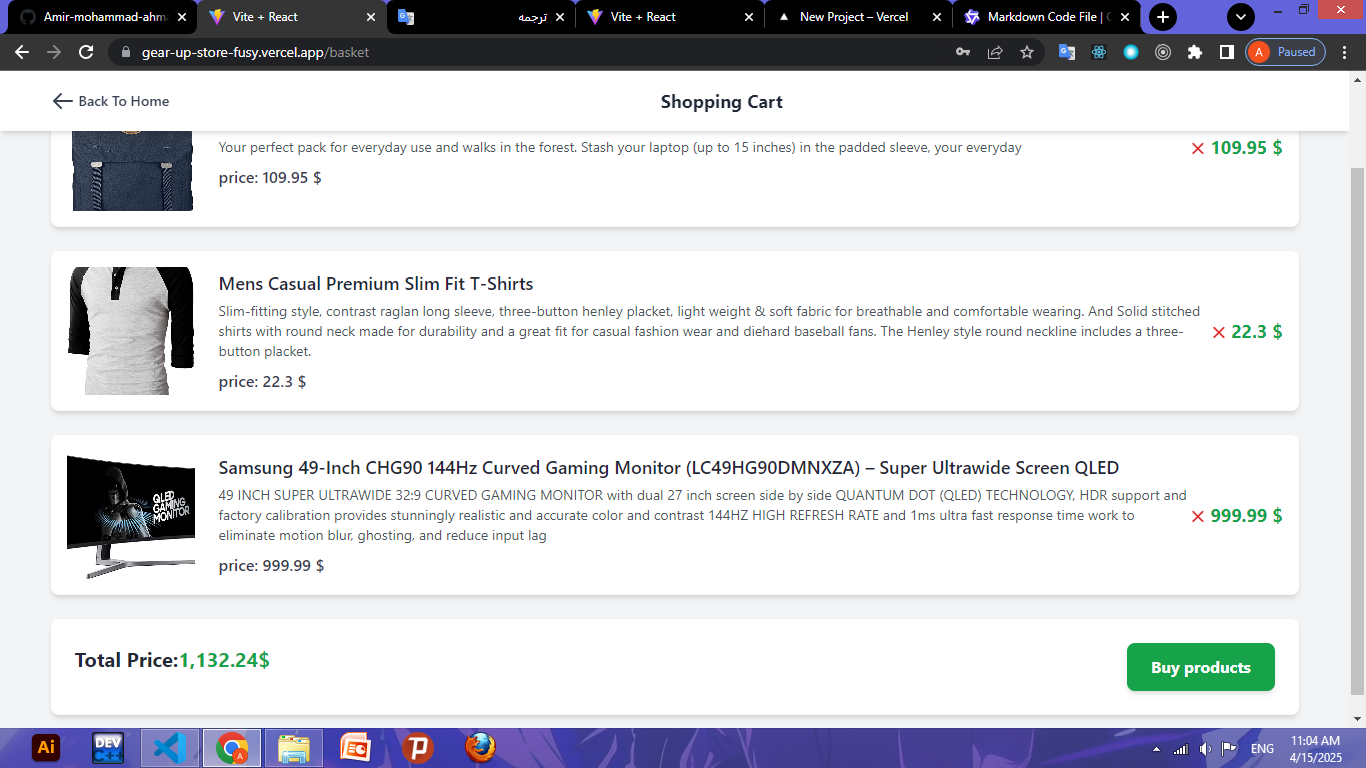 Amir-mohammad-ahma
Vite + React
ترجمه
Vite + React
New Project – Vercel
Markdown Code File |
gear-up-store-fusy.vercel.app/basket
A
Paused
Back To Home
Shopping Cart
Your perfect pack for everyday use and walks in the forest. Stash your laptop (up to 15 inches) in the padded sleeve, your everyday
109.95 $
price: 109.95 $
Mens Casual Premium Slim Fit T-Shirts
Slim-fitting style, contrast raglan long sleeve, three-button henley placket, light weight & soft fabric for breathable and comfortable wearing. And Solid stitched
shirts with round neck made for durability and a great fit for casual fashion wear and diehard baseball fans. The Henley style round neckline includes a three-
button placket.
22.3 $
price: 22.3 $
QLED
GAMING
MONITOR
Samsung 49-Inch CHG90 144Hz Curved Gaming Monitor (LC49HG90DMNXZA) – Super Ultrawide Screen QLED
49 INCH SUPER ULTRAWIDE 32:9 CURVED GAMING MONITOR with dual 27 inch screen side by side QUANTUM DOT (QLED) TECHNOLOGY, HDR support and
factory calibration provides stunningly realistic and accurate color and contrast 144HZ HIGH REFRESH RATE and 1ms ultra fast response time work to
eliminate motion blur, ghosting, and reduce input lag
999.99 $
price: 999.99 $
Total Price:1,132.24$
Buy products
Ai
DEV
C++
A
P
ENG
11:04 AM
4/15/2025